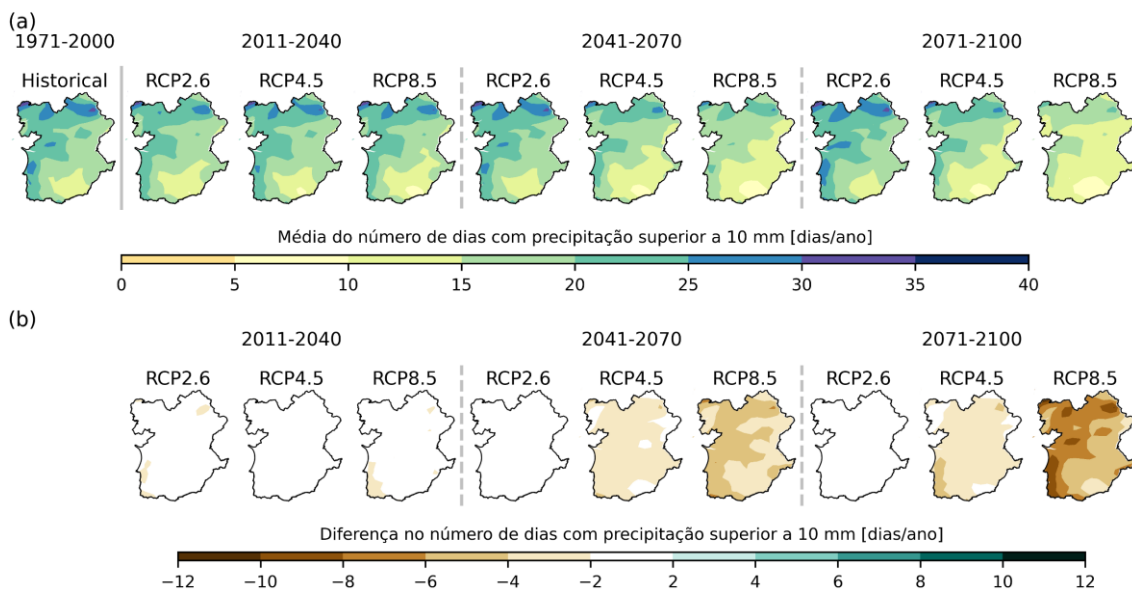 (a)
1971-2000 2011-2040 2041-2070 2071-2100
Historical RCP2.6 RCP4.5 RCP8.5 RCP2.6 RCP4.5 RCP8.5 RCP2.6 RCP4.5 RCP8.5
Média do número de dias com precipitação superior a 10 mm [dias/ano]
0 5 10 15 20 25 30 35 40
(b)
2011-2040 2041-2070 2071-2100
RCP2.6 RCP4.5 RCP8.5 RCP2.6 RCP4.5 RCP8.5 RCP2.6 RCP4.5 RCP8.5
Diferença no número de dias com precipitação superior a 10 mm [dias/ano]
−12 −10 −8 −6 −4 −2 2 4 6 8 10 12